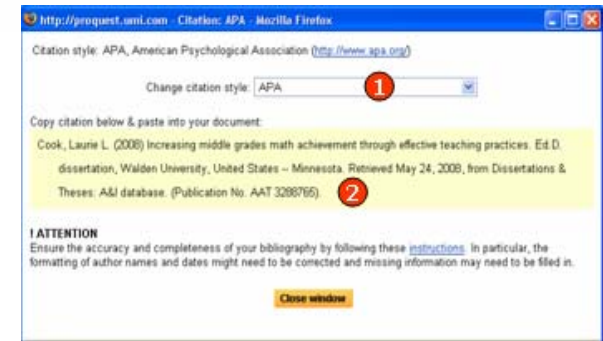 http://proquest.umi.com - Citation: APA - Mozilla Firefox
Citation style: APA, American Psychological Association (http://www.apa.org/)
Change citation style: APA 1
Copy citation below & paste into your document:
Cook, Laurie L. (2008) Increasing middle grades math achievement through effective teaching practices. Ed.D.
dissertation, Walden University, United States -- Minnesota. Retrieved May 24, 2008, from Dissertations &
Theses: A&I database. (Publication No. AAT 3288765). 2
! ATTENTION
Ensure the accuracy and completeness of your bibliography by following these instructions. In particular, the
formatting of author names and dates might need to be corrected and missing information may need to be filled in.
Close window